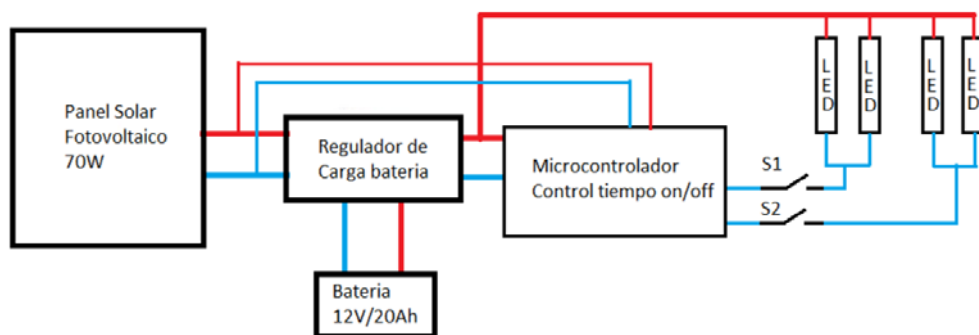 Panel Solar
Fotovoltaico
70W
Regulador de
Carga bateria
Bateria
12V/20Ah
Microcontrolador
Control tiempo on/off
S1
S2
LED
LED
LED
LED